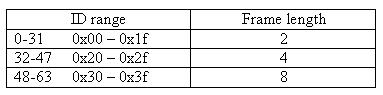 ID range Frame length
0-31 0x00 – 0x1f 2
32-47 0x20 – 0x2f 4
48-63 0x30 – 0x3f 8